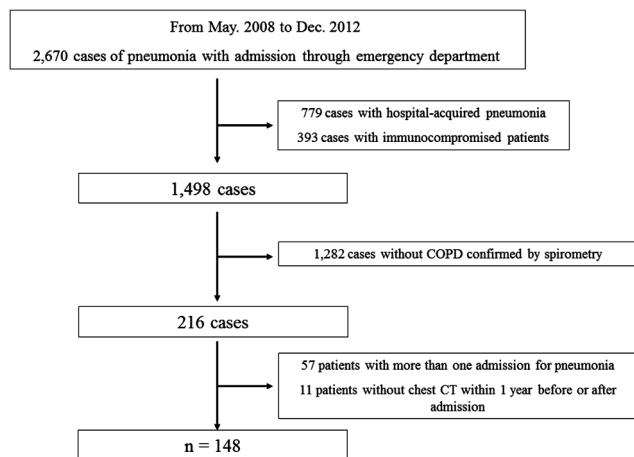 From May. 2008 to Dec. 2012
2,670 cases of pneumonia with admission through emergency department
779 cases with hospital-acquired pneumonia
393 cases with immunocompromised patients
1,498 cases
1,282 cases without COPD confirmed by spirometry
216 cases
57 patients with more than one admission for pneumonia
11 patients without chest CT within 1 year before or after
admission
n = 148